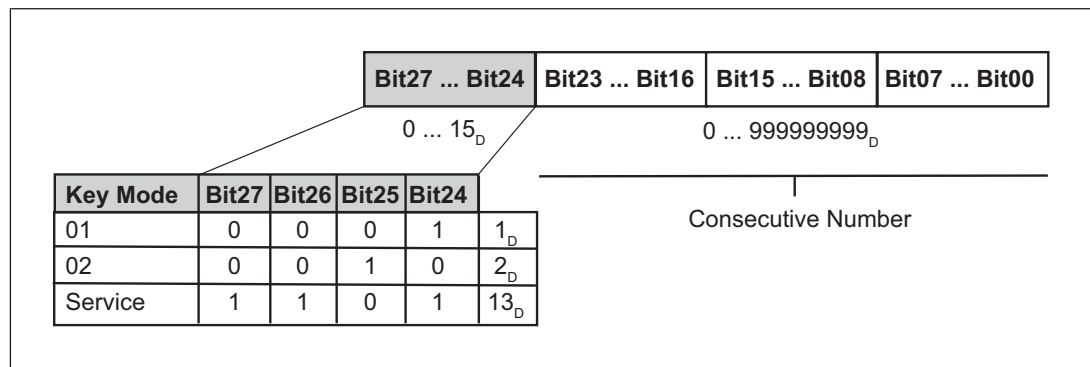 Bit27 ... Bit24 Bit23 ... Bit16 Bit15 ... Bit08 Bit07 ... Bit00
0 ... 15D 0 ... 999999999D
Key Mode Bit27 Bit26 Bit25 Bit24
Consecutive Number
01 0 0 0 1 1D
02 0 0 1 0 2D
Service 1 1 0 1 13D